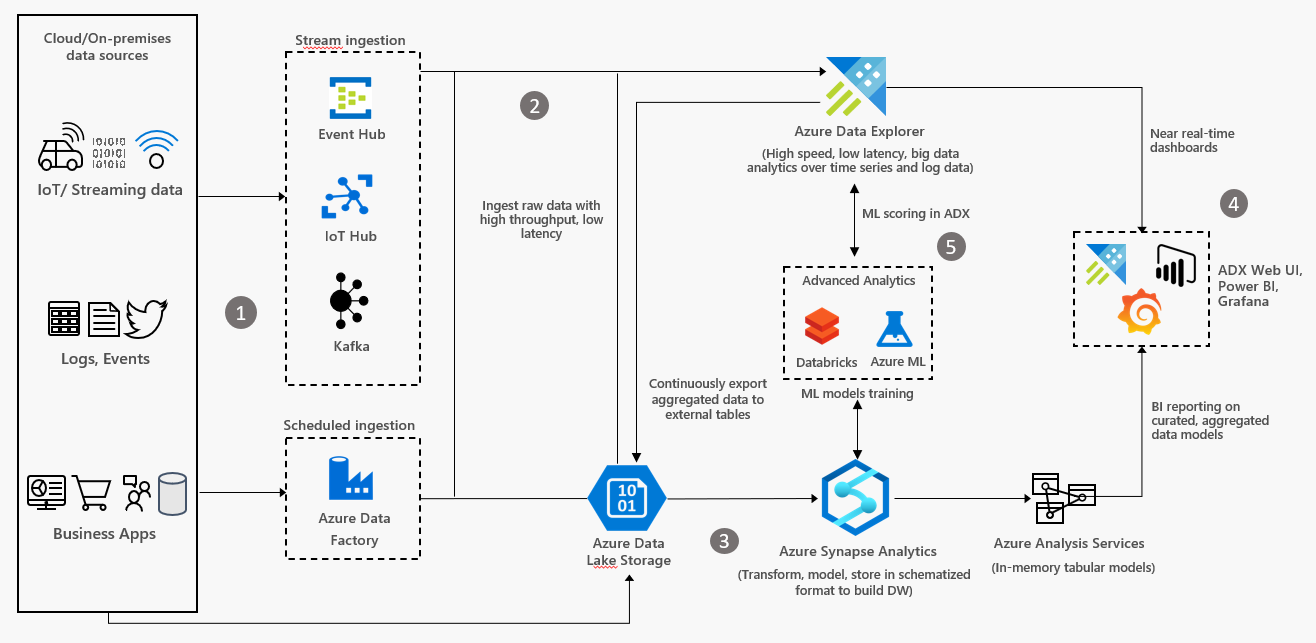 Cloud/On-premises
data sources
IoT/ Streaming data
Logs, Events
Business Apps
1
Stream ingestion
Event Hub
IoT Hub
Kafka
Scheduled ingestion
Azure Data
Factory
2
Ingest raw data with
high throughput, low
latency
Continuously export
aggregated data to
external tables
10
01
Azure Data
Lake Storage
3
Azure Data Explorer
(High speed, low latency, big data
analytics over time series and log data)
ML scoring in ADX
5
Advanced Analytics
Databricks
Azure ML
ML models training
Azure Synapse Analytics
(Transform, model, store in schematized
format to build DW)
Near real-time
dashboards
4
ADX Web UI,
Power BI,
Grafana
BI reporting on
curated, aggregated
data models
Azure Analysis Services
(In-memory tabular models)